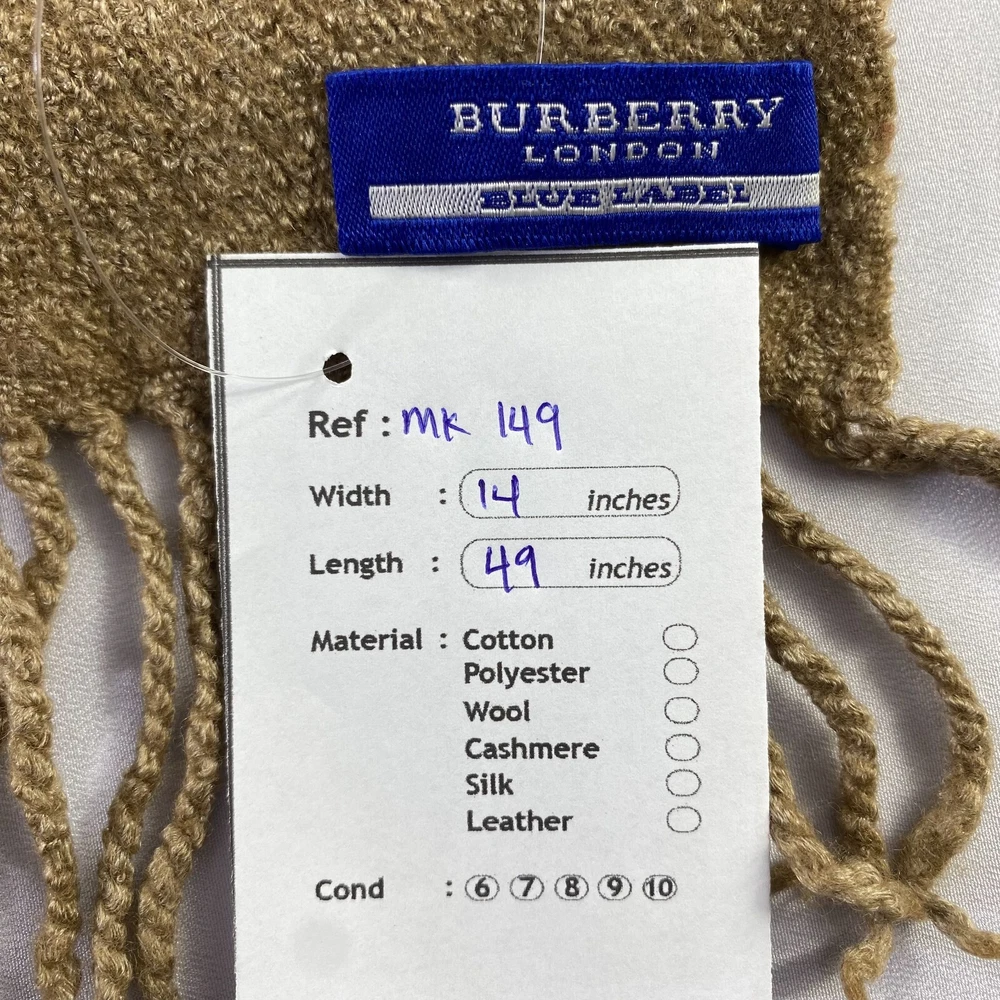 BURBERRY
LONDON
BLUE LABEL
Ref : MK 149
Width : 14 inches
Length : 49 inches
Material : Cotton
Polyester
Wool
Cashmere
Silk
Leather
Cond : 6 7 8 9 10